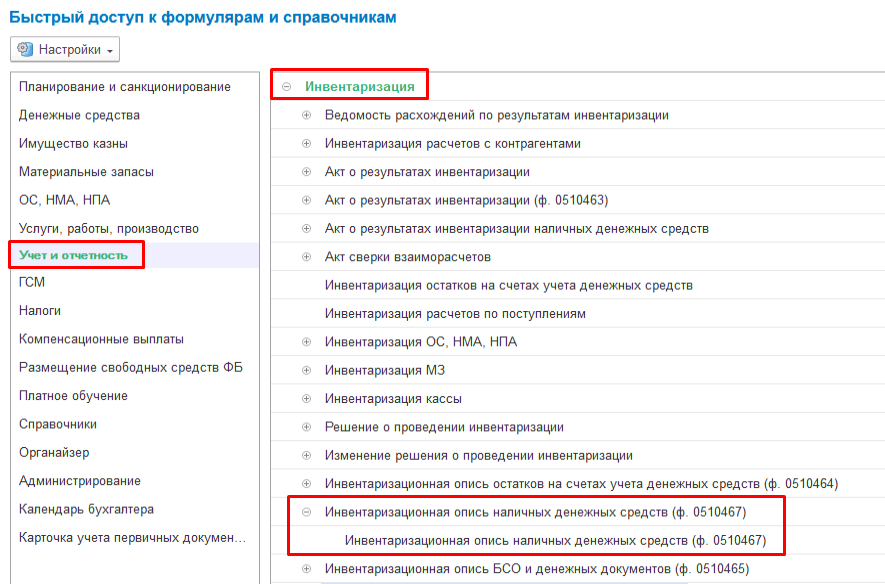 Быстрый доступ к формулярам и справочникам
Настройки
Планирование и санкционирование
Денежные средства
Имущество казны
Материальные запасы
ОС, НМА, НПА
Услуги, работы, производство
Учет и отчетность
ГСМ
Налоги
Компенсационные выплаты
Размещение свободных средств ФБ
Платное обучение
Справочники
Органайзер
Администрирование
Календарь бухгалтера
Карточка учета первичных докумен...
Инвентаризация
Ведомость расхождений по результатам инвентаризации
Инвентаризация расчетов с контрагентами
Акт о результатах инвентаризации
Акт о результатах инвентаризации (ф. 0510463)
Акт о результатах инвентаризации наличных денежных средств
Акт сверки взаиморасчетов
Инвентаризация остатков на счетах учета денежных средств
Инвентаризация расчетов по поступлениям
Инвентаризация ОС, НМА, НПА
Инвентаризация МЗ
Инвентаризация кассы
Решение о проведении инвентаризации
Изменение решения о проведении инвентаризации
Инвентаризационная опись остатков на счетах учета денежных средств (ф. 0510464)
Инвентаризационная опись наличных денежных средств (ф. 0510467)
Инвентаризационная опись наличных денежных средств (ф. 0510467)
Инвентаризационная опись БСО и денежных документов (ф. 0510465)